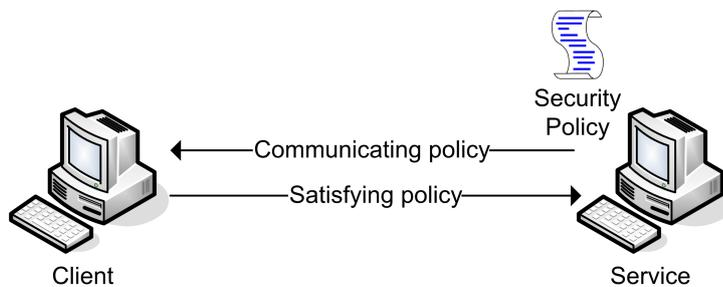 Security
Policy
Communicating policy
Satisfying policy
Client
Service